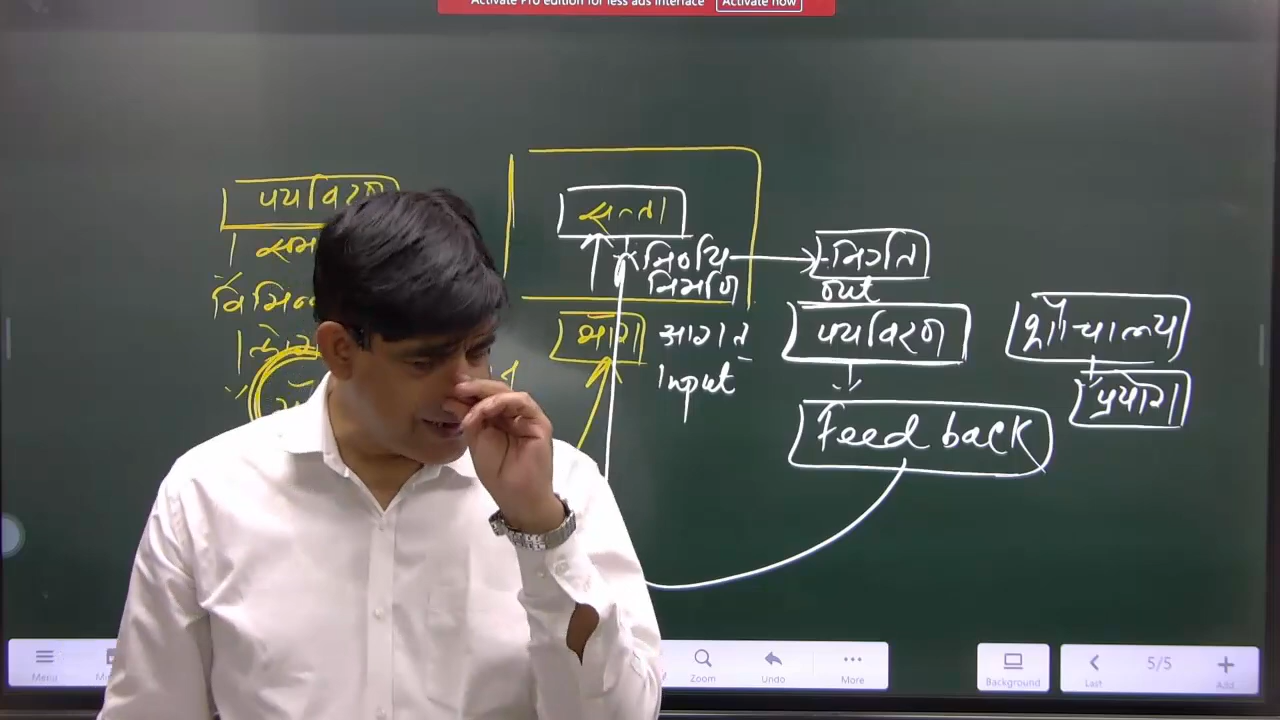 Activate Pro edition for less ads interface Activate now
पर्यावरण
सत्ता
निर्णय
निर्माण
निर्गत
out
मांग
आगत
Input
पर्यावरण
शौचालय
प्रयोग
Feed back
Menu
Zoom
Undo
More
Background
Last
5/5
Add